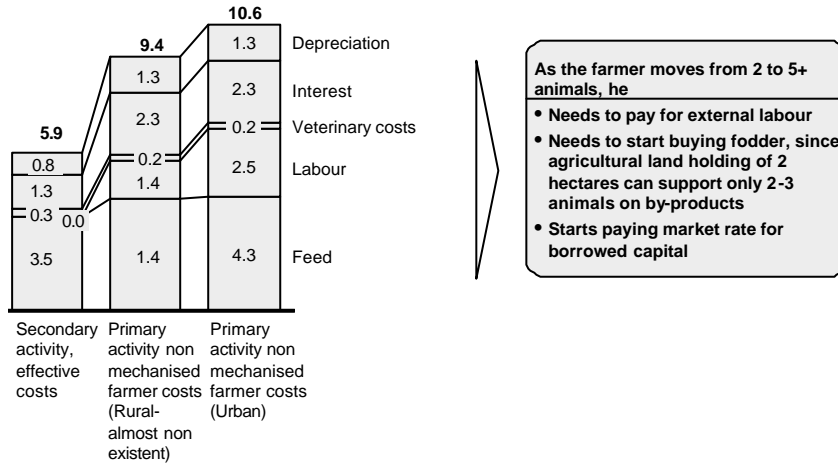 10.6
9.4
5.9
1.3
Depreciation
1.3
0.8
2.3
Interest
2.3
1.3
0.2
Veterinary costs
0.2
0.3
0.0
1.4
2.5
Labour
3.5
1.4
4.3
Feed
Secondary
activity,
effective
costs
Primary
activity non
mechanised
farmer costs
(Rural-
almost non
existent)
Primary
activity non
mechanised
farmer costs
(Urban)
As the farmer moves from 2 to 5+
animals, he
• Needs to pay for external labour
• Needs to start buying fodder, since
agricultural land holding of 2
hectares can support only 2-3
animals on by-products
• Starts paying market rate for
borrowed capital